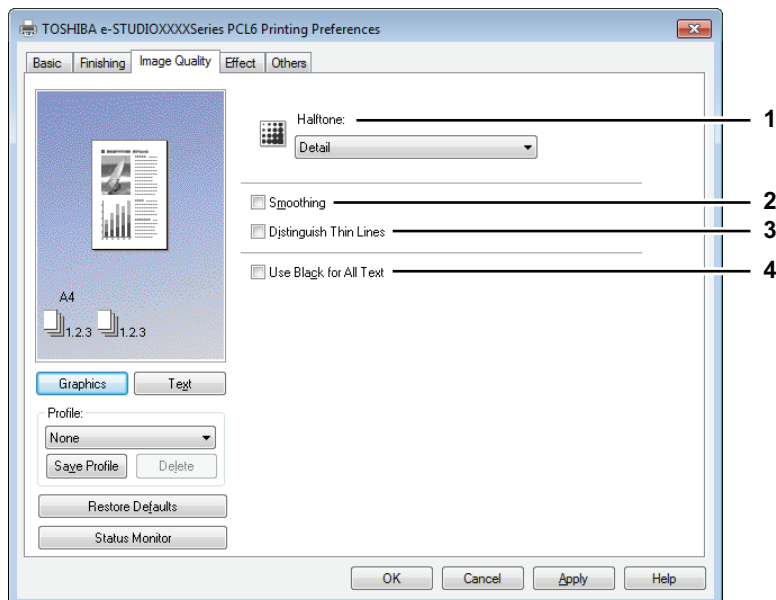 TOSHIBA e-STUDIOXXXXSeries PCL6 Printing Preferences
Basic Finishing Image Quality Effect Others
Halftone: 1
Detail
Smoothing 2
Distinguish Thin Lines 3
Use Black for All Text 4
A4
1.2.3 1.2.3
Graphics Text
Profile:
None
Save Profile Delete
Restore Defaults
Status Monitor
OK Cancel Apply Help